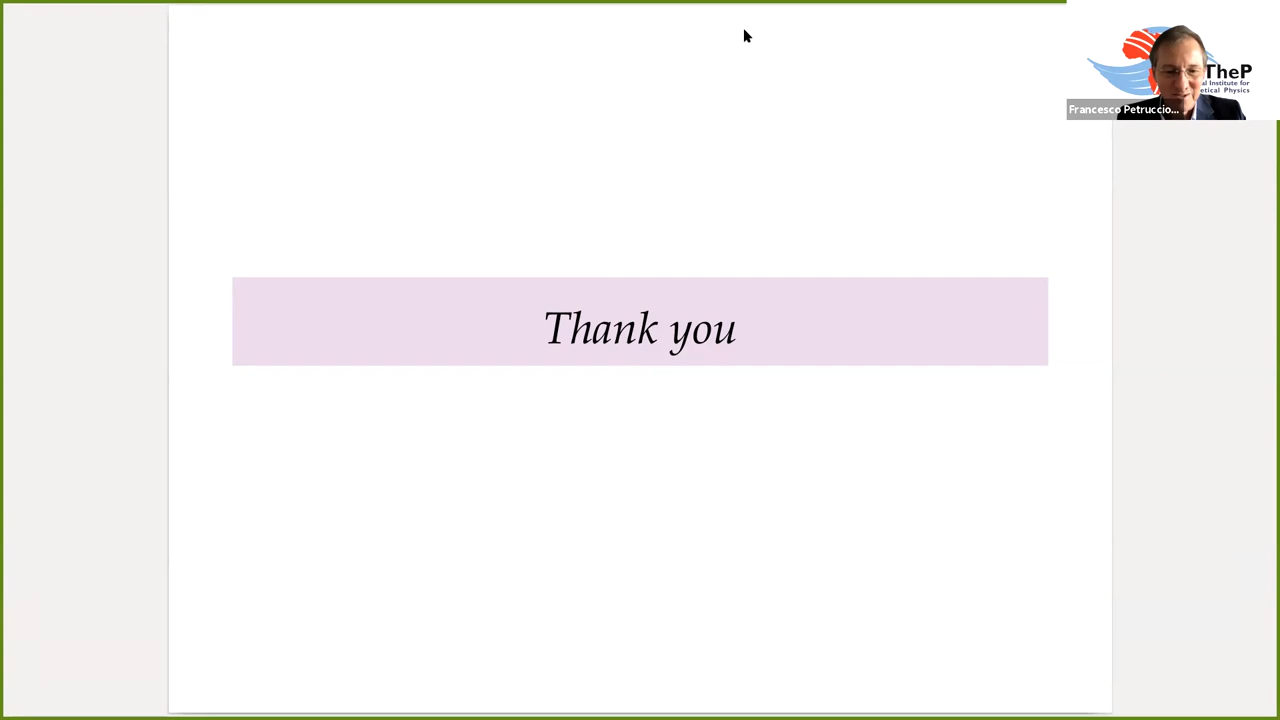 TheP
al Institute for
etical Physics
Francesco Petruccio...
Thank you